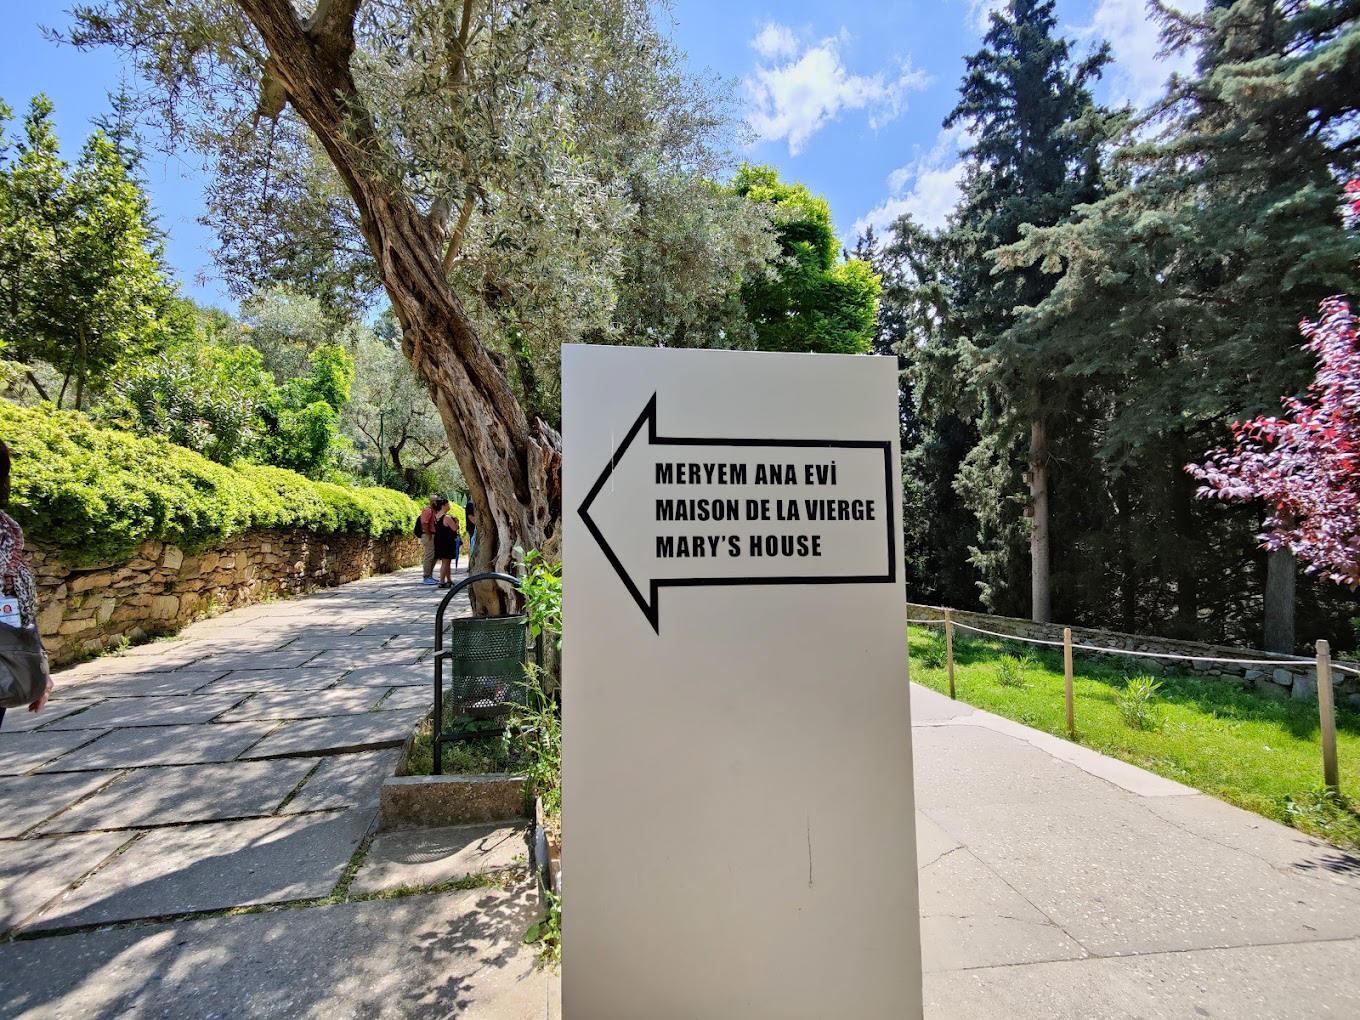 MERYEM ANA EVİ
MAISON DE LA VIERGE
MARY'S HOUSE